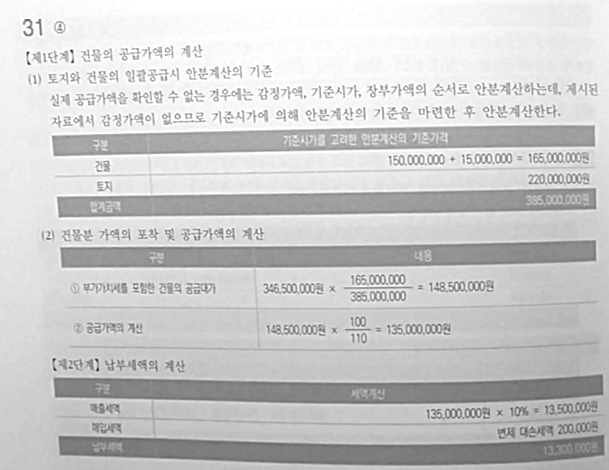 31 ④
【제1단계】 건물의 공급가액의 계산
(1) 토지와 건물의 일괄공급시 안분계산의 기준
실제 공급가액을 확인할 수 없는 경우에는 감정가액, 기준시가, 장부가액의 순서로 안분계산하는데, 제시된
자료에서 감정가액이 없으므로 기준시가에 의해 안분계산의 기준을 마련한 후 안분계산한다.
구분 기준시가를 고려한 안분계산의 기준가격
건물 150,000,000 + 15,000,000 = 165,000,000원
토지 220,000,000원
합계금액 385,000,000원
(2) 건물분 가액의 포착 및 공급가액의 계산
구분 내용
① 부가가치세를 포함한 건물의 공급대가 346,500,000원 × 165,000,000/385,000,000 = 148,500,000원
② 공급가액의 계산 148,500,000원 × 100/110 = 135,000,000원
【제2단계】 납부세액의 계산
구분 세액계산
매출세액 135,000,000원 × 10% = 13,500,000원
매입세액 변제 대손세액 200,000원
납부세액 13,300,000원